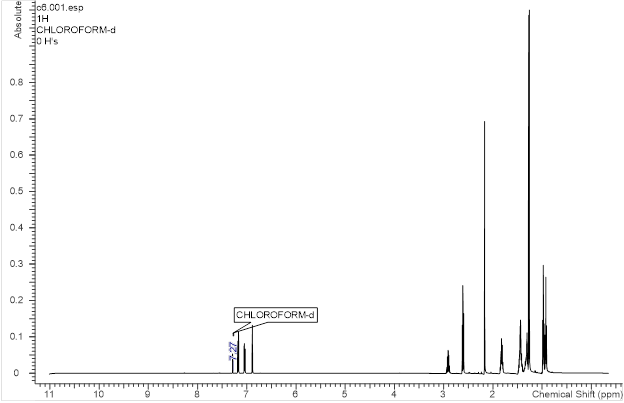 c6.001.esp
1H
CHLOROFORM-d
0 H's
Absolute
0.8
0.7
0.6
0.5
0.4
0.3
0.2
0.1
0
CHLOROFORM-d
7.27
11 10 9 8 7 6 5 4 3 2 1 Chemical Shift (ppm)